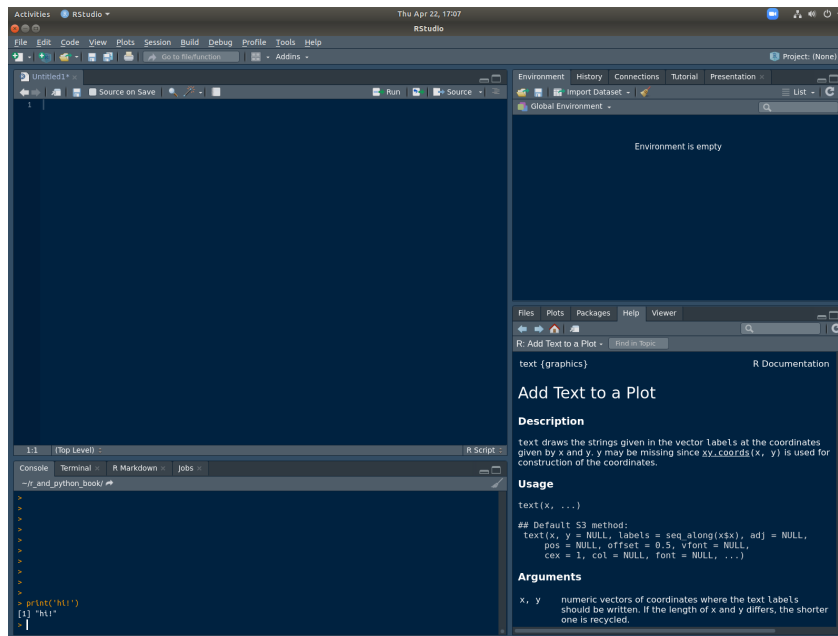 Activities RStudio Thu Apr 22, 17:07
RStudio
File Edit Code View Plots Session Build Debug Profile Tools Help
Go to file/function Addins Project: (None)
Untitled1*
Source on Save Run Source
1
1:1 (Top Level) R Script
Console Terminal R Markdown Jobs
~/r_and_python_book/
>
>
>
>
>
>
>
>
>
>
> print('hi!')
[1] "hi!"
>
Environment History Connections Tutorial Presentation
Import Dataset List
Global Environment
Environment is empty
Files Plots Packages Help Viewer
R: Add Text to a Plot Find in Topic
text {graphics} R Documentation
Add Text to a Plot
Description
text draws the strings given in the vector labels at the coordinates
given by x and y. y may be missing since xy.coords(x, y) is used for
construction of the coordinates.
Usage
text(x, ...)
## Default S3 method:
text(x, y = NULL, labels = seq_along(x$x), adj = NULL,
pos = NULL, offset = 0.5, vfont = NULL,
cex = 1, col = NULL, font = NULL, ...)
Arguments
x, y numeric vectors of coordinates where the text labels
should be written. If the length of x and y differs, the shorter
one is recycled.